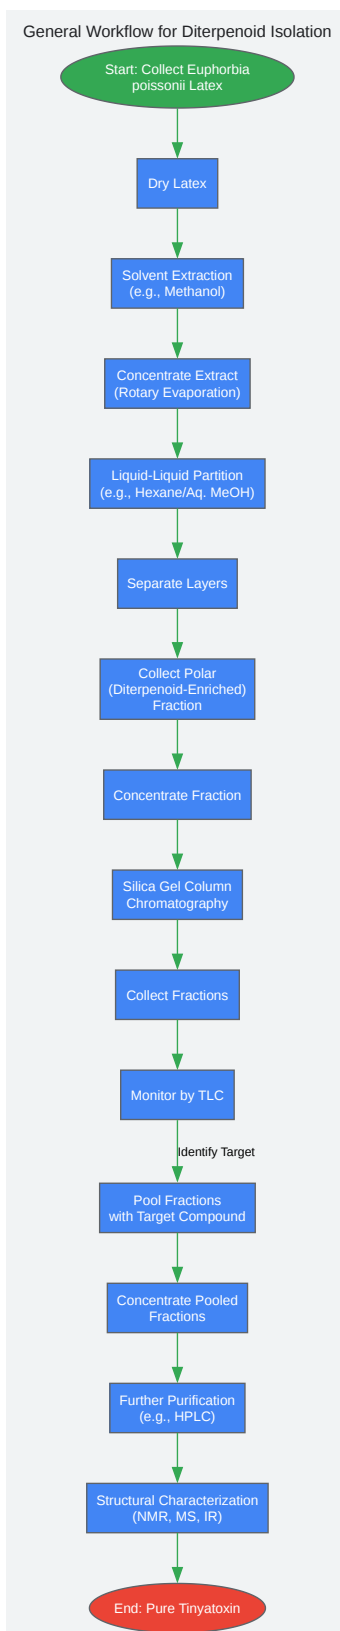 General Workflow for Diterpenoid Isolation
Start: Collect Euphorbia
poissonii Latex
Dry Latex
Solvent Extraction
(e.g., Methanol)
Concentrate Extract
(Rotary Evaporation)
Liquid-Liquid Partition
(e.g., Hexane/Aq. MeOH)
Separate Layers
Collect Polar
(Diterpenoid-Enriched)
Fraction
Concentrate Fraction
Silica Gel Column
Chromatography
Collect Fractions
Monitor by TLC
Identify Target
Pool Fractions
with Target Compound
Concentrate Pooled
Fractions
Further Purification
(e.g., HPLC)
Structural Characterization
(NMR, MS, IR)
End: Pure Tinyatoxin